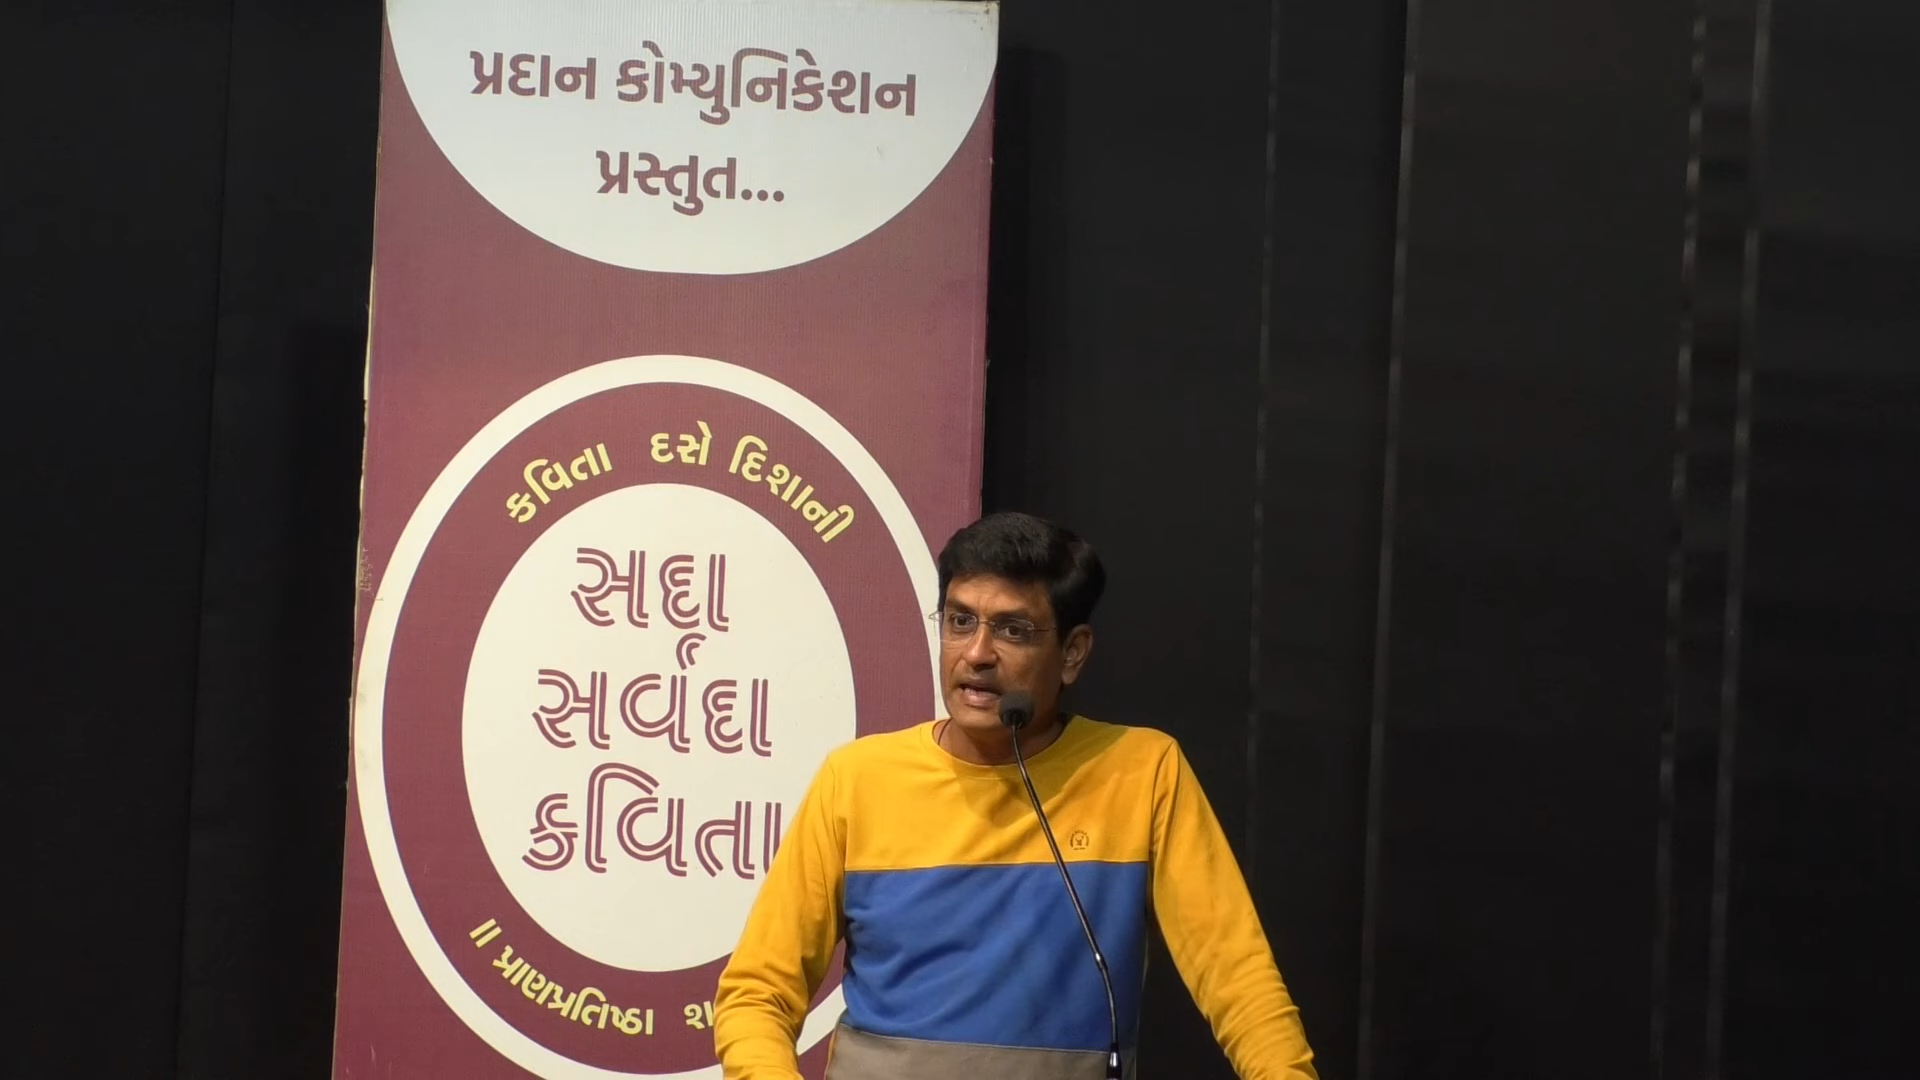 પ્રદાન કોમ્યુનિકેશન
પ્રસ્તુત...
કવિતા દસે દિશાની
સદા
સર્વદા
કવિતા
॥ પ્રાણપ્રતિષ્ઠા